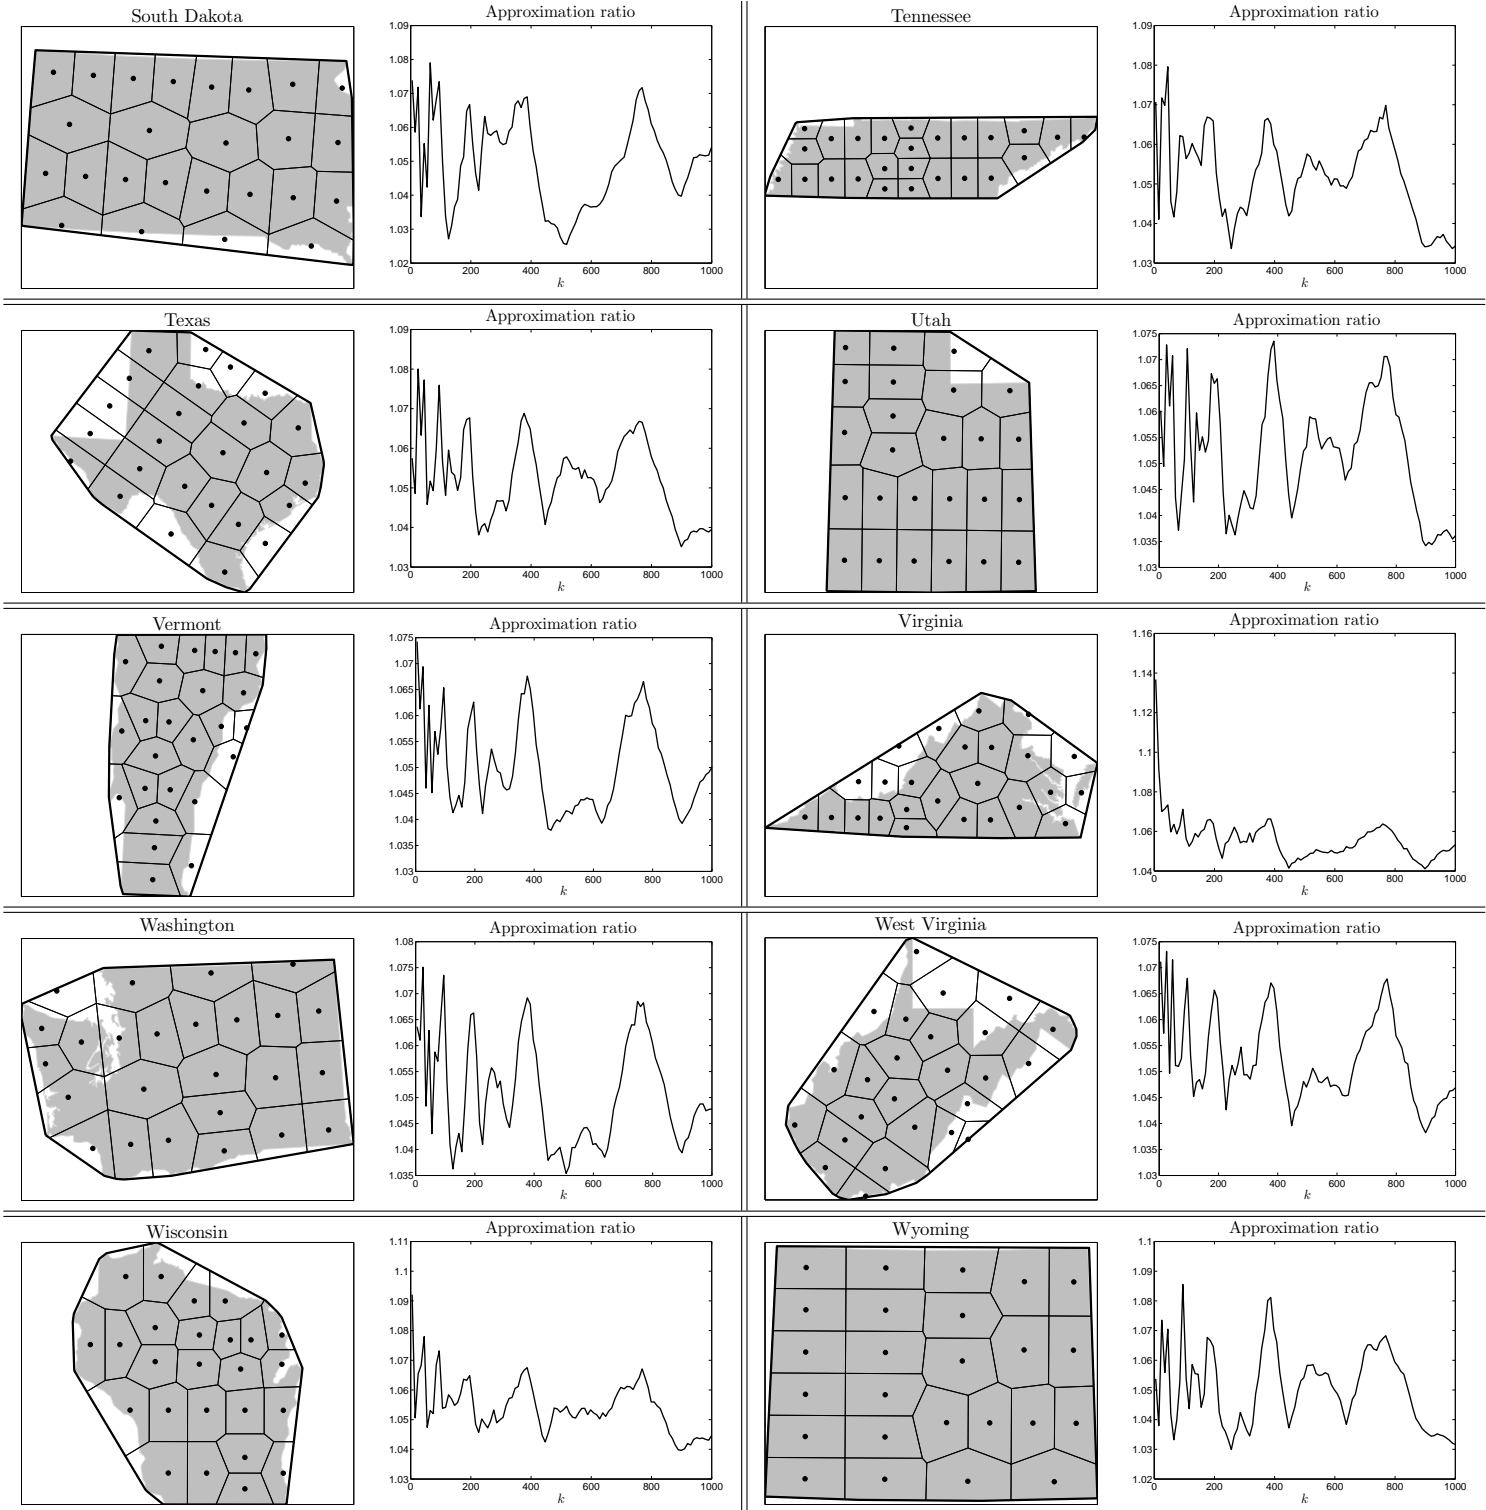 South Dakota
Approximation ratio
1.09
1.08
1.07
1.06
1.05
1.04
1.03
1.02
0 200 400 600 800 1000
k
Tennessee
Approximation ratio
1.09
1.08
1.07
1.06
1.05
1.04
1.03
0 200 400 600 800 1000
k
Texas
Approximation ratio
1.09
1.08
1.07
1.06
1.05
1.04
1.03
0 200 400 600 800 1000
k
Utah
Approximation ratio
1.075
1.07
1.065
1.06
1.055
1.05
1.045
1.04
1.035
1.03
0 200 400 600 800 1000
k
Vermont
Approximation ratio
1.075
1.07
1.065
1.06
1.055
1.05
1.045
1.04
1.035
1.03
0 200 400 600 800 1000
k
Virginia
Approximation ratio
1.16
1.14
1.12
1.1
1.08
1.06
1.04
0 200 400 600 800 1000
k
Washington
Approximation ratio
1.08
1.075
1.07
1.065
1.06
1.055
1.05
1.045
1.04
1.035
0 200 400 600 800 1000
k
West Virginia
Approximation ratio
1.075
1.07
1.065
1.06
1.055
1.05
1.045
1.04
1.035
1.03
0 200 400 600 800 1000
k
Wisconsin
Approximation ratio
1.11
1.1
1.09
1.08
1.07
1.06
1.05
1.04
1.03
0 200 400 600 800 1000
k
Wyoming
Approximation ratio
1.1
1.09
1.08
1.07
1.06
1.05
1.04
1.03
1.02
0 200 400 600 800 1000
k